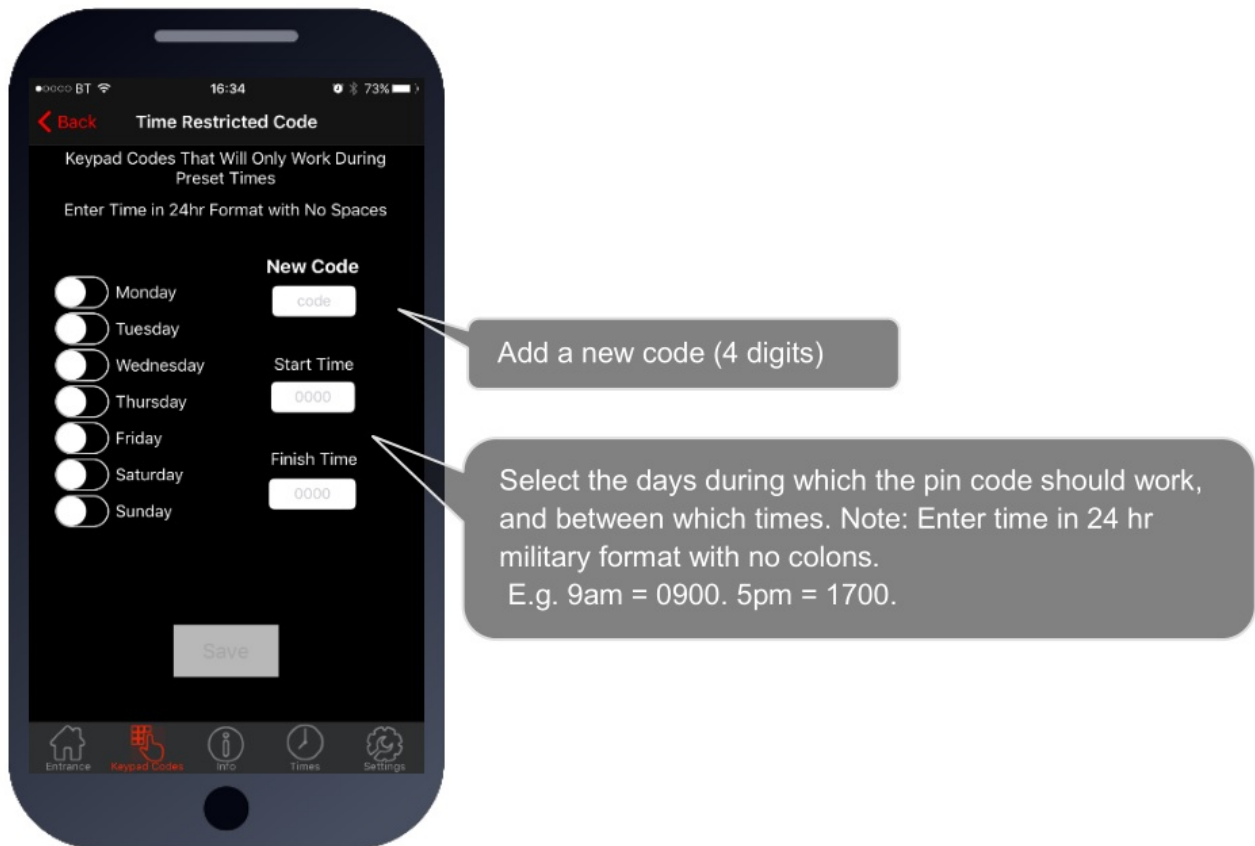 BT 16:34 73%
Back Time Restricted Code
Keypad Codes That Will Only Work During
Preset Times
Enter Time in 24hr Format with No Spaces
New Code
code
Monday
Tuesday
Wednesday
Thursday
Friday
Saturday
Sunday
Start Time
0000
Finish Time
0000
Save
Entrance Keypad Codes Info Times Settings
Add a new code (4 digits)
Select the days during which the pin code should work,
and between which times. Note: Enter time in 24 hr
military format with no colons.
E.g. 9am = 0900. 5pm = 1700.